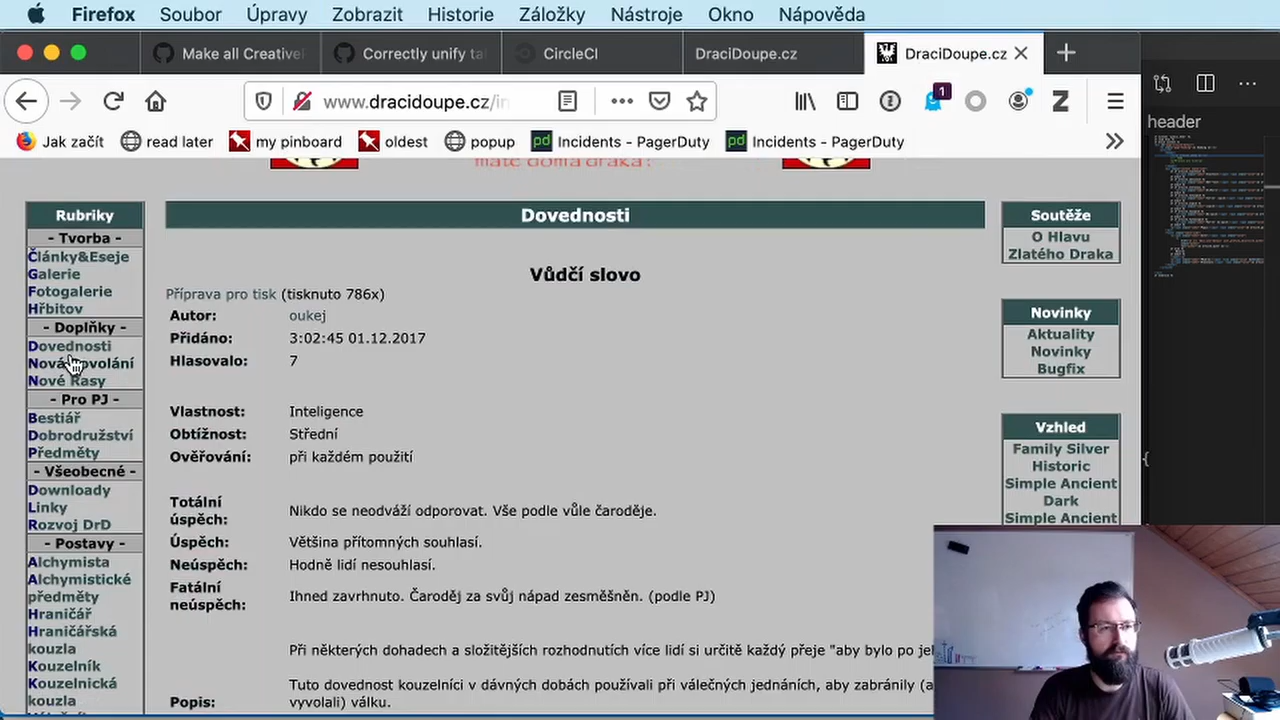 Firefox Soubor Úpravy Zobrazit Historie Záložky Nástroje Okno Nápověda
Make all Creativel Correctly unify ta CircleCI DraciDoupe.cz DraciDoupe.cz
www.dracidoupe.cz/in 1 Z
Jak začít read later my pinboard oldest popup Incidents - PagerDuty Incidents - PagerDuty
header
máte doma draka?
Rubriky
- Tvorba -
Články&Eseje
Galerie
Fotogalerie
Hřbitov
- Doplňky -
Dovednosti
Nová povolání
Nové Rasy
- Pro PJ -
Bestiář
Dobrodružství
Předměty
- Všeobecné -
Downloady
Linky
Rozvoj DrD
- Postavy -
Alchymista
Alchymistické
předměty
Hraničář
Hraničářská
kouzla
Kouzelník
Kouzelnická
kouzla
Dovednosti
Vůdčí slovo
Příprava pro tisk (tisknuto 786x)
Autor: oukej
Přidáno: 3:02:45 01.12.2017
Hlasovalo: 7
Vlastnost: Inteligence
Obtížnost: Střední
Ověřování: při každém použití
Totální
úspěch: Nikdo se neodváží odporovat. Vše podle vůle čaroděje.
Úspěch: Většina přítomných souhlasí.
Neúspěch: Hodně lidí nesouhlasí.
Fatální
neúspěch: Ihned zavrhnuto. Čaroděj za svůj nápad zesměšněn. (podle PJ)
Při některých dohadech a složitějších rozhodnutích více lidí si určitě každý přeje "aby bylo po jeh
Tuto dovednost kouzelníci v dávných dobách používali při válečných jednáních, aby zabránily (a
Popis: vyvolali) válku.
Soutěže
O Hlavu
Zlatého Draka
Novinky
Aktuality
Novinky
Bugfix
Vzhled
Family Silver
Historic
Simple Ancient
Dark
Simple Ancient
{